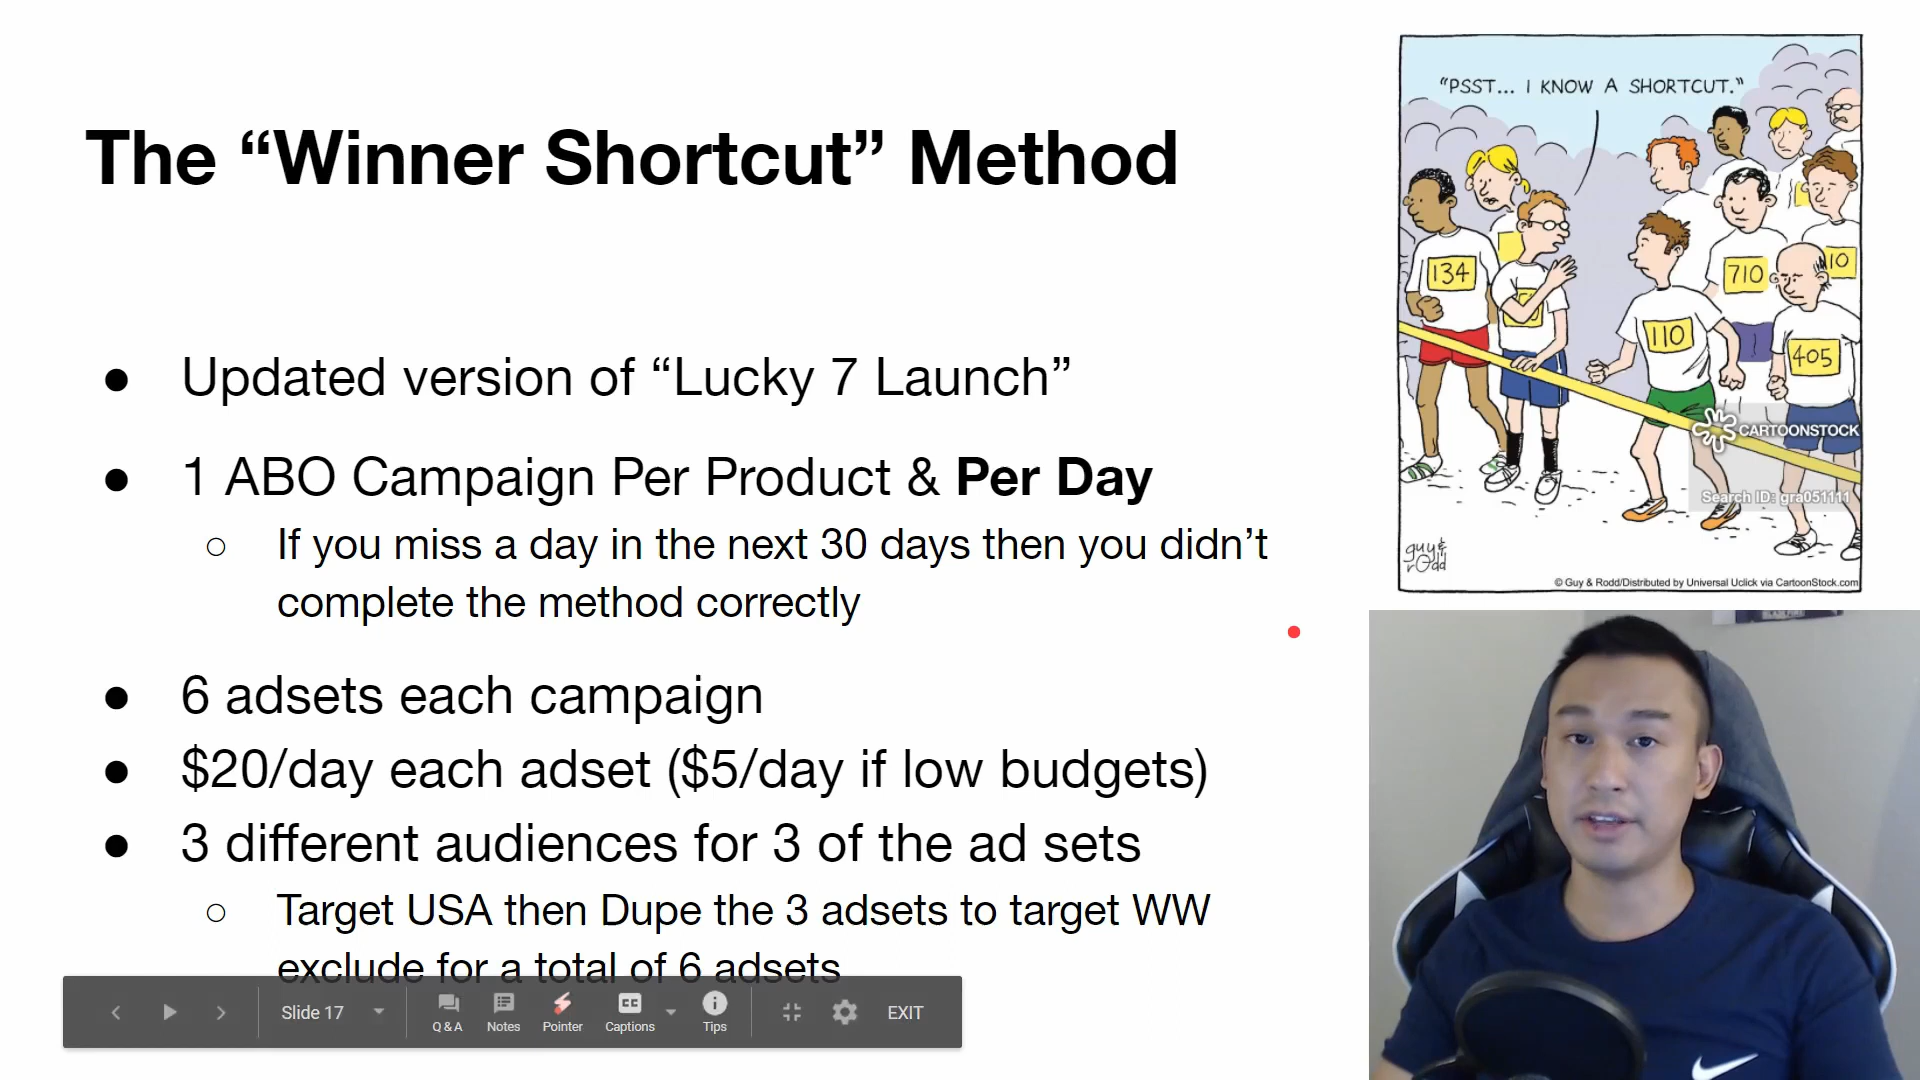 The “Winner Shortcut” Method
● Updated version of “Lucky 7 Launch”
● 1 ABO Campaign Per Product & Per Day
○ If you miss a day in the next 30 days then you didn’t
complete the method correctly
● 6 adsets each campaign
● $20/day each adset ($5/day if low budgets)
● 3 different audiences for 3 of the ad sets
○ Target USA then Dupe the 3 adsets to target WW
exclude for a total of 6 adsets
“PSST... I KNOW A SHORTCUT.”
134
710
10
110
405
CARTOONSTOCK
Search ID: gra051111
guy & rodd
© Guy & Rodd/Distributed by Universal Uclick via CartoonStock.com
Slide 17
Q & A
Notes
Pointer
CC
Captions
Tips
EXIT